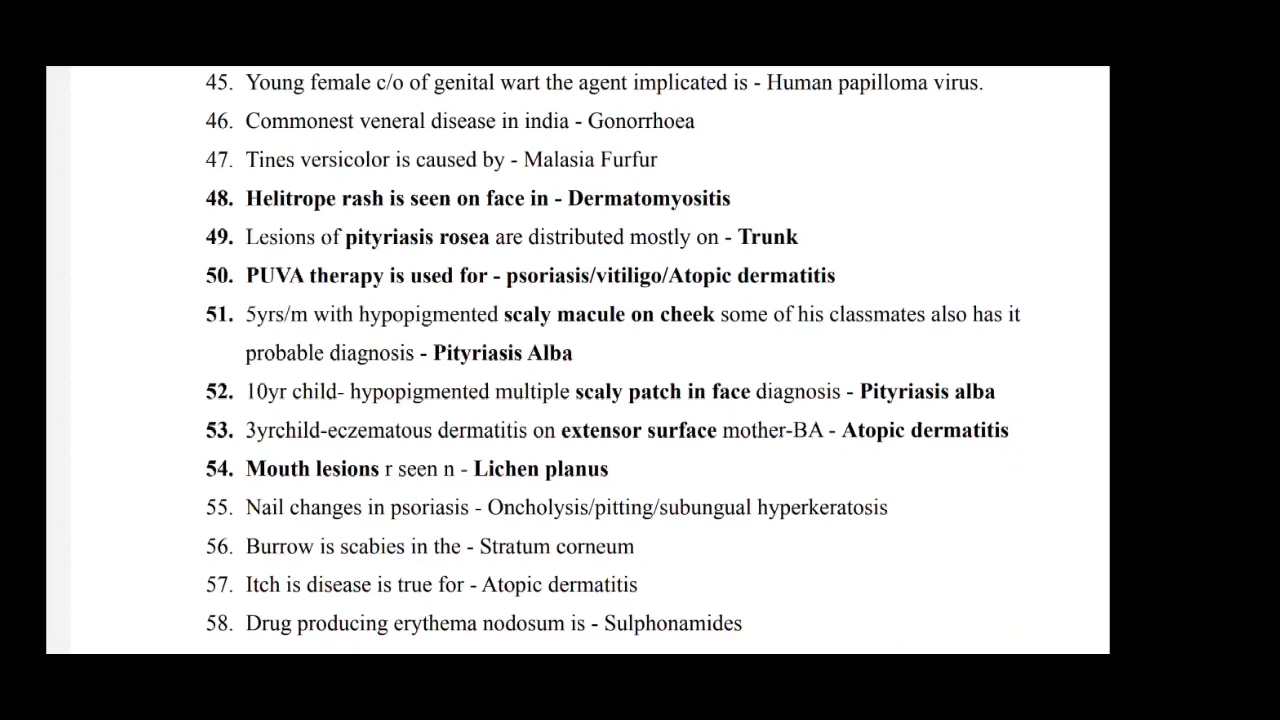 45. Young female c/o of genital wart the agent implicated is - Human papilloma virus.
46. Commonest veneral disease in india - Gonorrhoea
47. Tines versicolor is caused by - Malasia Furfur
48. Helitrope rash is seen on face in - Dermatomyositis
49. Lesions of pityriasis rosea are distributed mostly on - Trunk
50. PUVA therapy is used for - psoriasis/vitiligo/Atopic dermatitis
51. 5yrs/m with hypopigmented scaly macule on cheek some of his classmates also has it
probable diagnosis - Pityriasis Alba
52. 10yr child- hypopigmented multiple scaly patch in face diagnosis - Pityriasis alba
53. 3yrchild-eczematous dermatitis on extensor surface mother-BA - Atopic dermatitis
54. Mouth lesions r seen n - Lichen planus
55. Nail changes in psoriasis - Oncholysis/pitting/subungual hyperkeratosis
56. Burrow is scabies in the - Stratum corneum
57. Itch is disease is true for - Atopic dermatitis
58. Drug producing erythema nodosum is - Sulphonamides